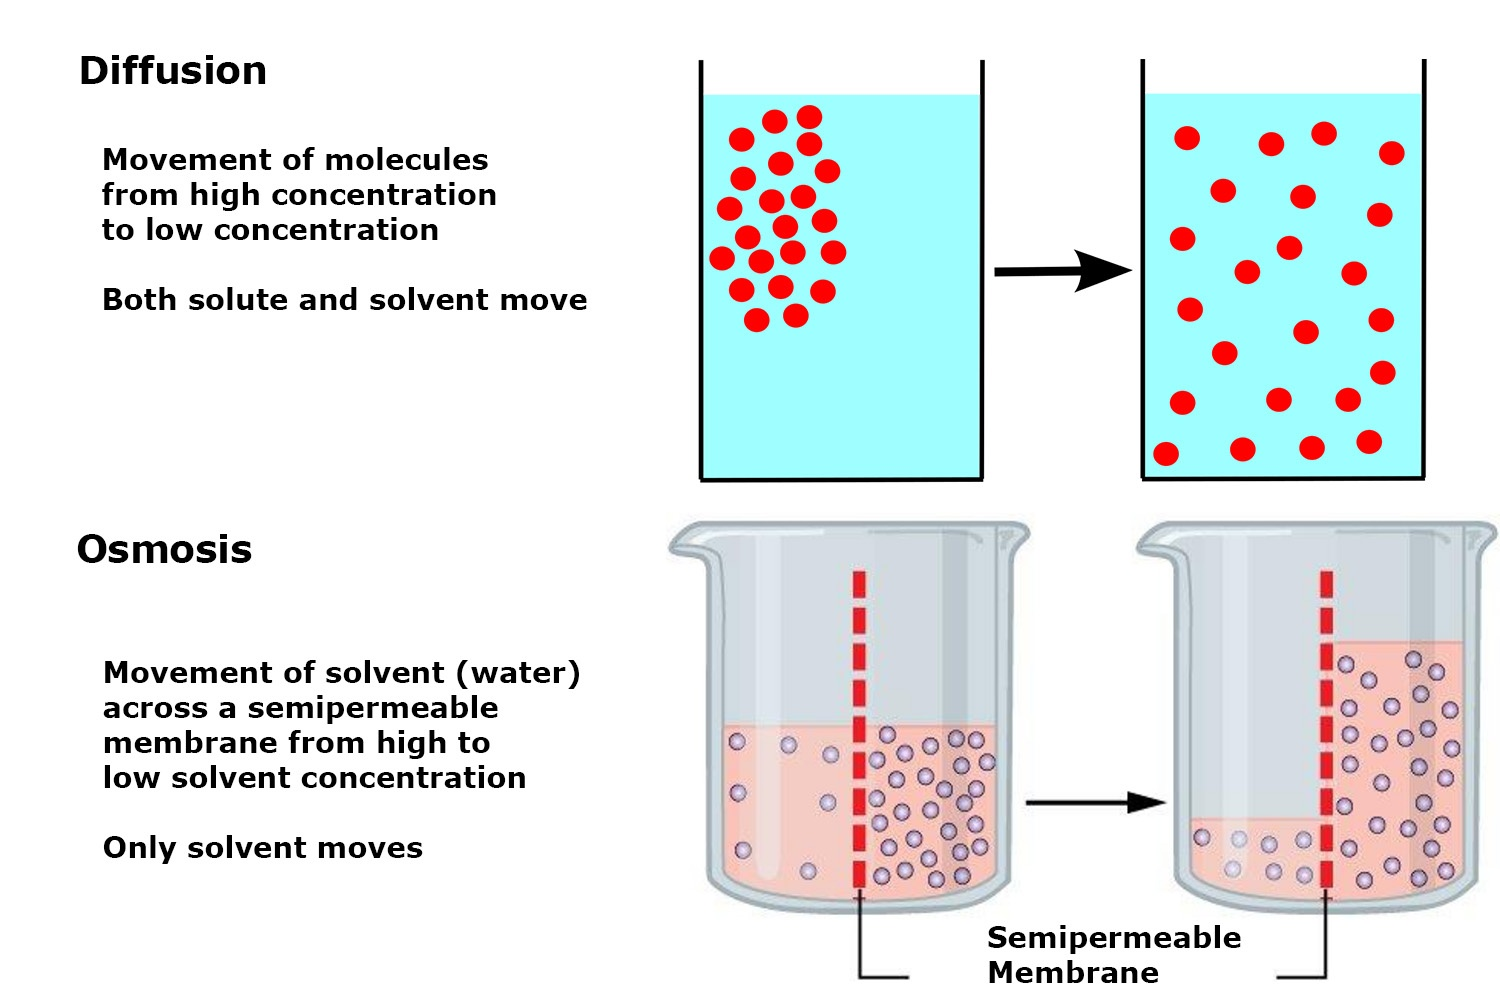 Diffusion
Movement of molecules
from high concentration
to low concentration
Both solute and solvent move
Osmosis
Movement of solvent (water)
across a semipermeable
membrane from high to
low solvent concentration
Only solvent moves
Semipermeable
Membrane